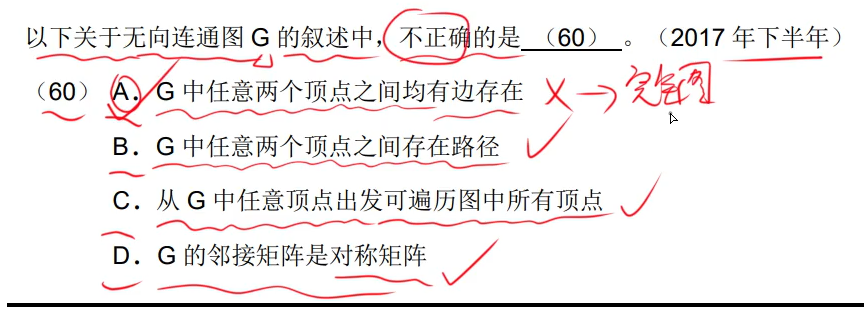 以下关于无向连通图 G 的叙述中，不正确的是 （60） 。（2017 年下半年）
（60）A．G 中任意两个顶点之间均有边存在 × → 完全图
B．G 中任意两个顶点之间存在路径
C．从 G 中任意顶点出发可遍历图中所有顶点
D．G 的邻接矩阵是对称矩阵